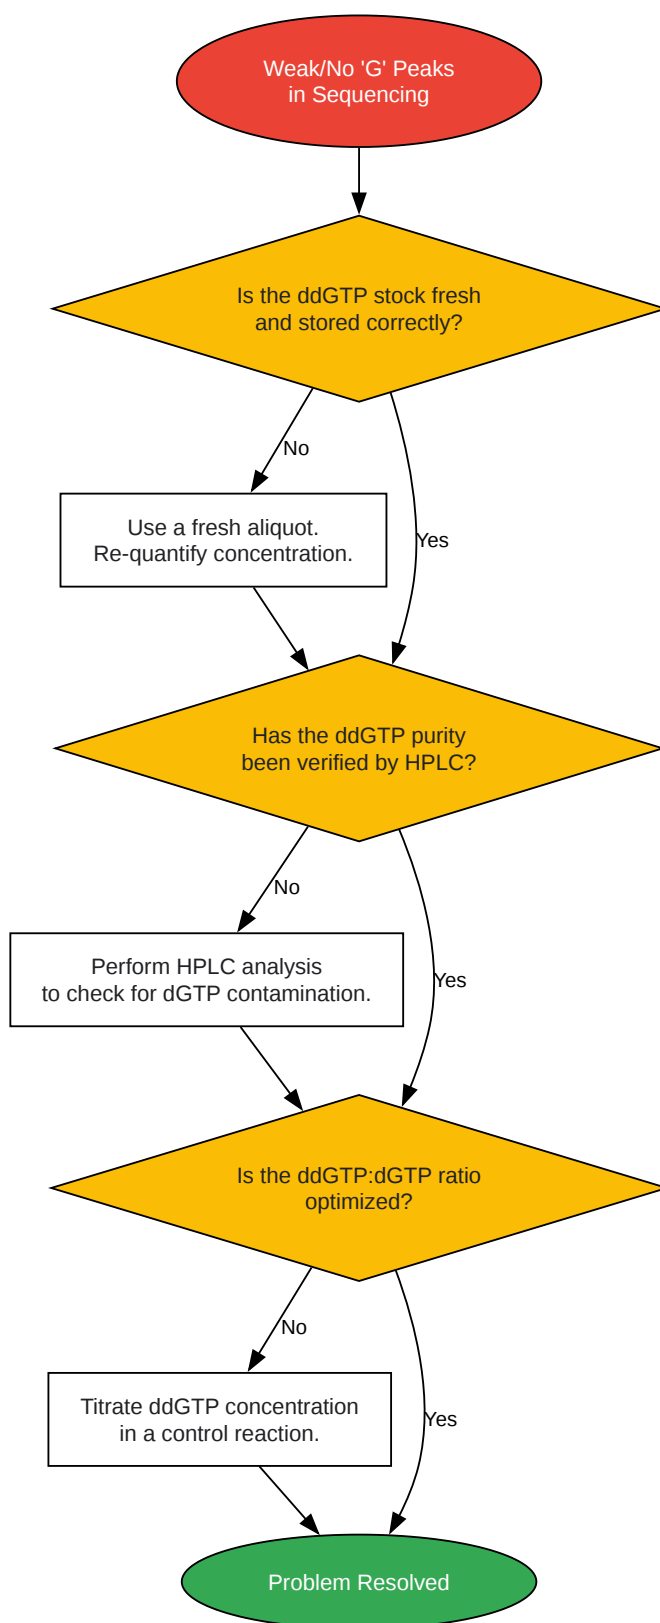 Weak/No 'G' Peaks
in Sequencing
Is the ddGTP stock fresh
and stored correctly?
No
Use a fresh aliquot.
Re-quantify concentration.
Yes
Has the ddGTP purity
been verified by HPLC?
No
Perform HPLC analysis
to check for dGTP contamination.
Yes
Is the ddGTP:dGTP ratio
optimized?
No
Titrate ddGTP concentration
in a control reaction.
Yes
Problem Resolved